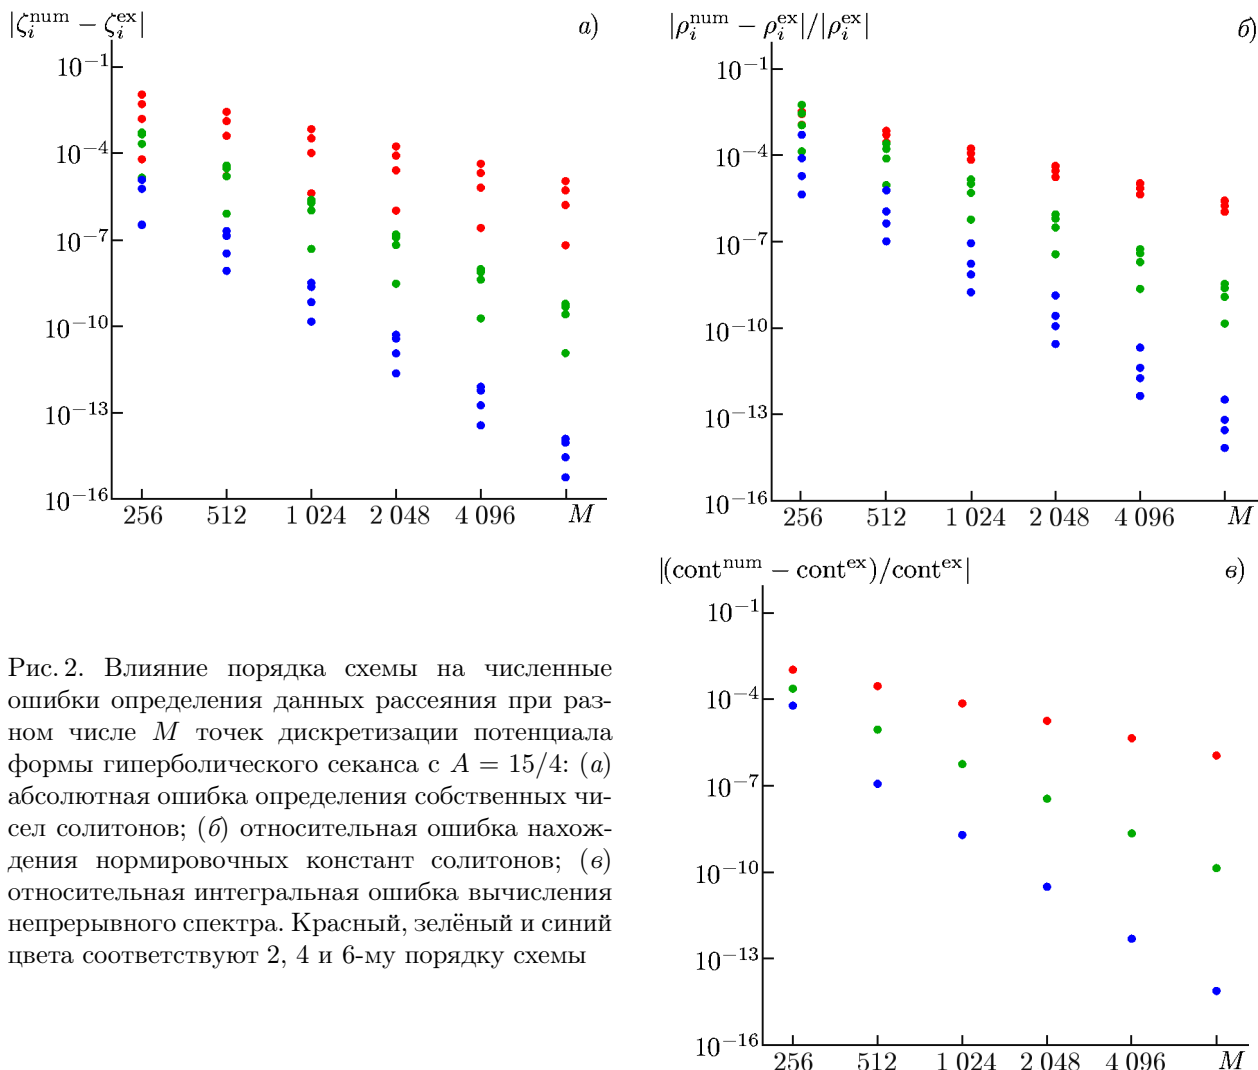 |ζ_i^num − ζ_i^ex|
а)
10^−1
10^−4
10^−7
10^−10
10^−13
10^−16
256 512 1 024 2 048 4 096 M
|ρ_i^num − ρ_i^ex|/|ρ_i^ex|
б)
10^−1
10^−4
10^−7
10^−10
10^−13
10^−16
256 512 1 024 2 048 4 096 M
|(cont^num − cont^ex)/cont^ex|
в)
10^−1
10^−4
10^−7
10^−10
10^−13
10^−16
256 512 1 024 2 048 4 096 M
Рис. 2. Влияние порядка схемы на численные
ошибки определения данных рассеяния при раз-
ном числе M точек дискретизации потенциала
формы гиперболического секанса с A = 15/4: (а)
абсолютная ошибка определения собственных чи-
сел солитонов; (б) относительная ошибка нахож-
дения нормировочных констант солитонов; (в)
относительная интегральная ошибка вычисления
непрерывного спектра. Красный, зелёный и синий
цвета соответствуют 2, 4 и 6-му порядку схемы